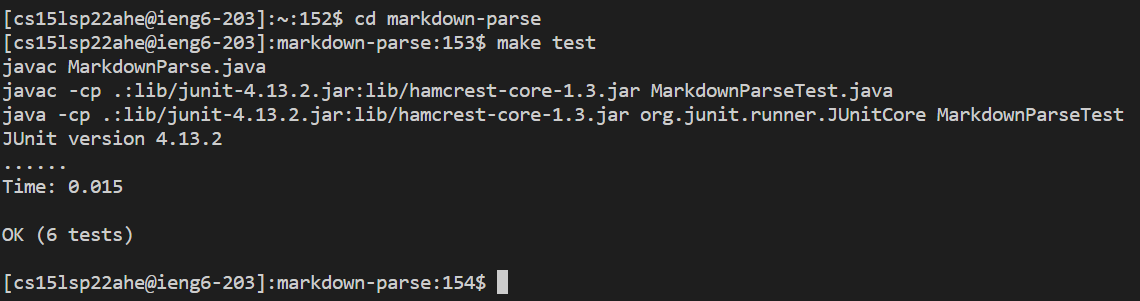 [cs15lsp22ahe@ieng6-203]:~:152$ cd markdown-parse
[cs15lsp22ahe@ieng6-203]:markdown-parse:153$ make test
javac MarkdownParse.java
javac -cp .:lib/junit-4.13.2.jar:lib/hamcrest-core-1.3.jar MarkdownParseTest.java
java -cp .:lib/junit-4.13.2.jar:lib/hamcrest-core-1.3.jar org.junit.runner.JUnitCore MarkdownParseTest
JUnit version 4.13.2
......
Time: 0.015
OK (6 tests)
[cs15lsp22ahe@ieng6-203]:markdown-parse:154$